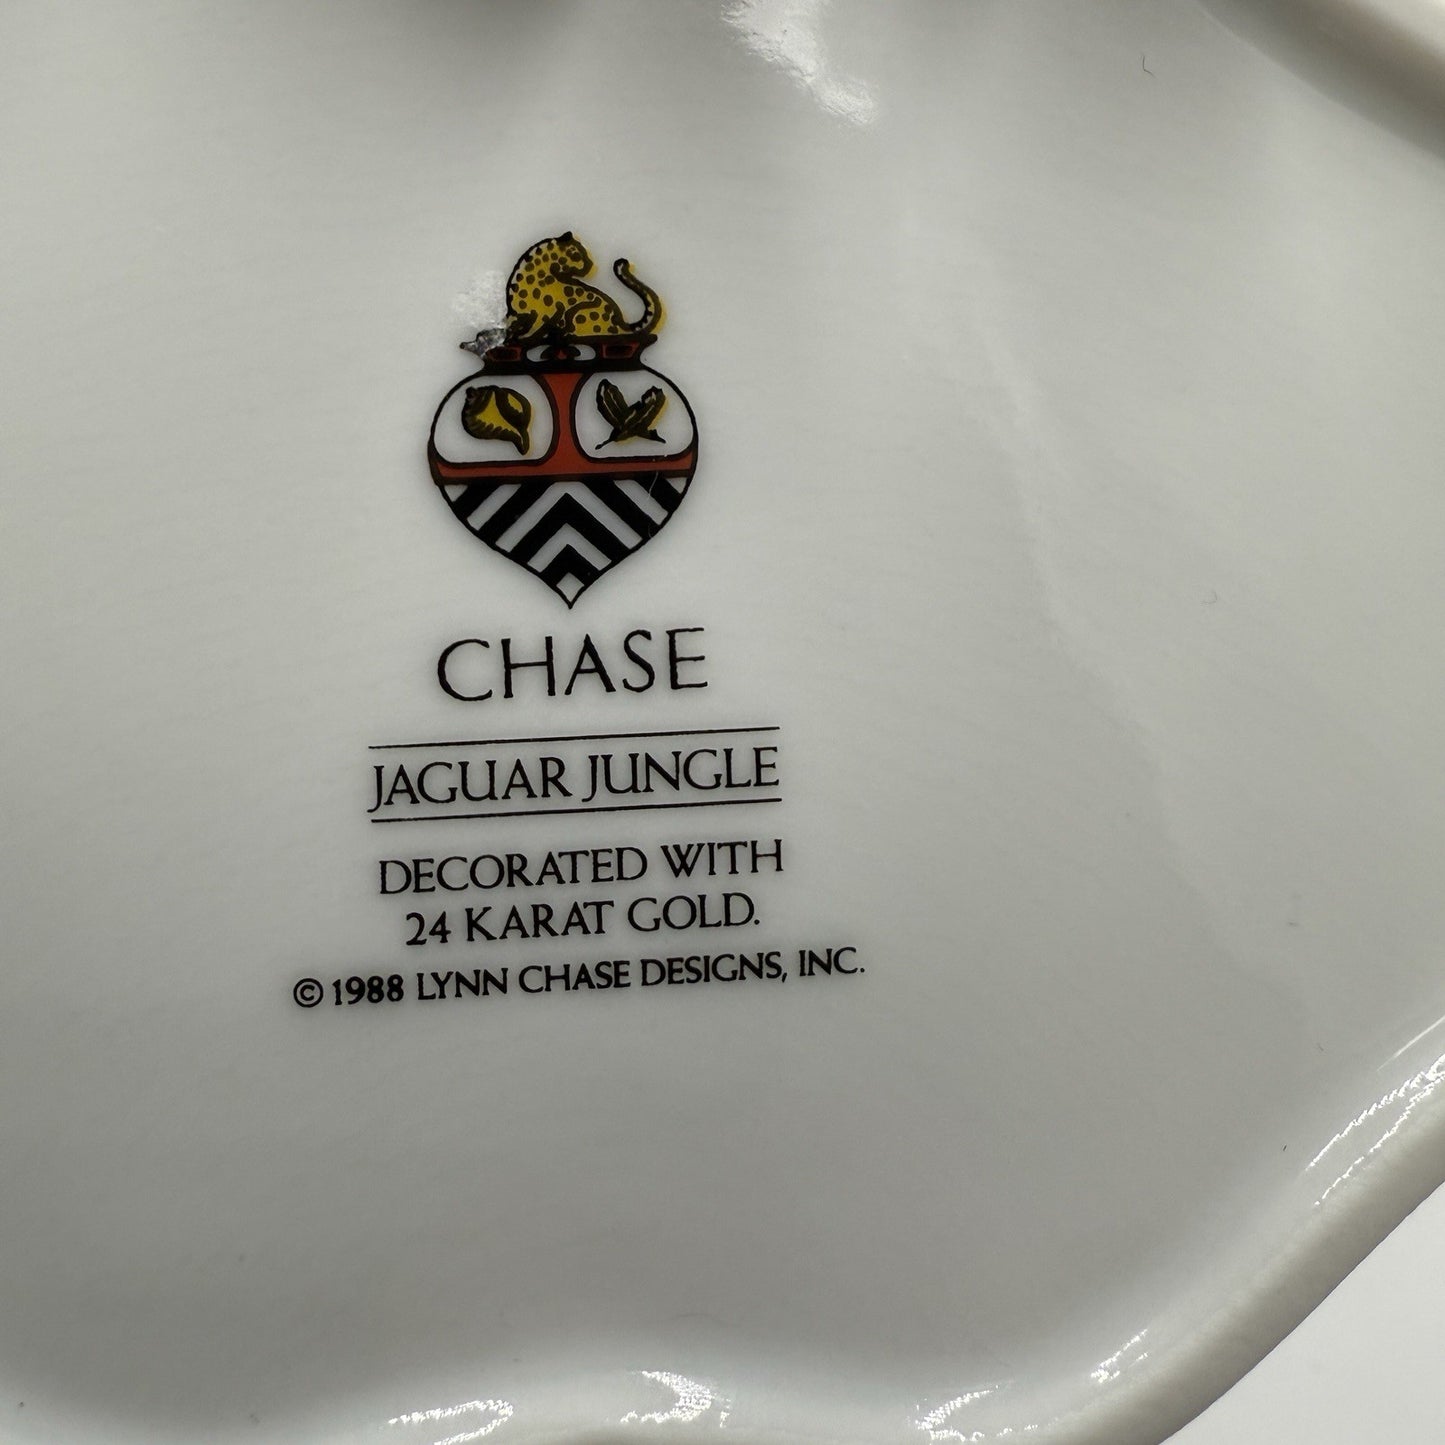 CHASE
JAGUAR JUNGLE
DECORATED WITH
24 KARAT GOLD.
© 1988 LYNN CHASE DESIGNS, INC.